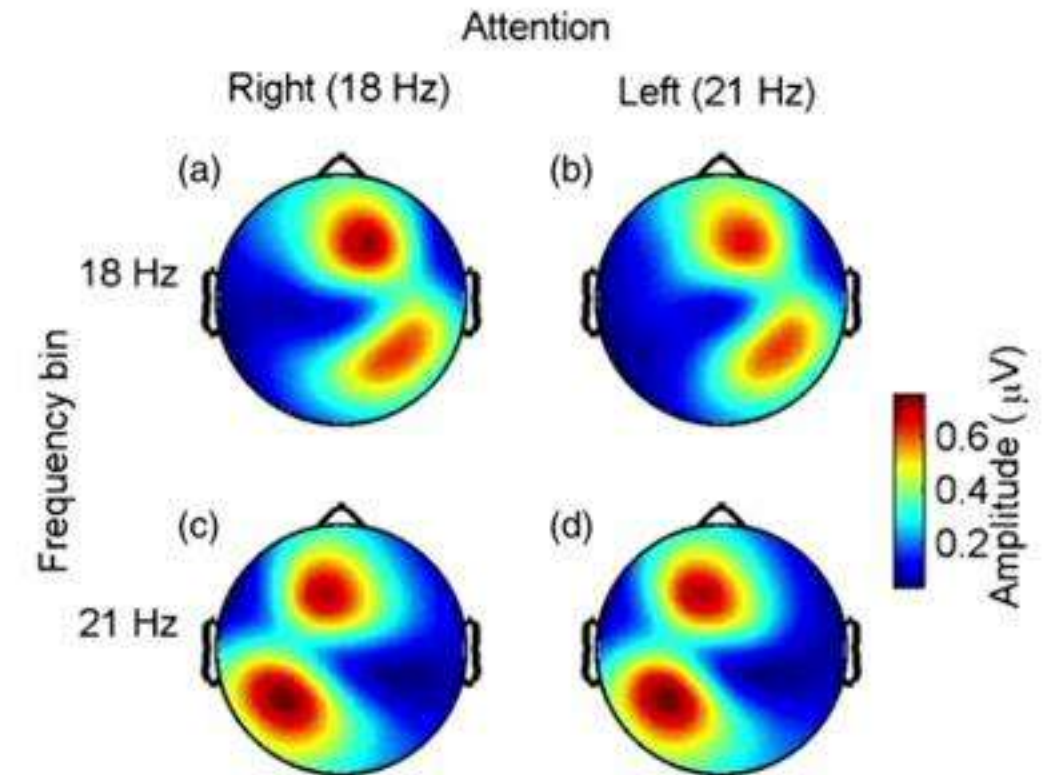 Attention
Right (18 Hz)
Left (21 Hz)
(a)
(b)
18 Hz
Frequency bin
(c)
(d)
21 Hz
0.6
0.4
0.2
Amplitude (μV)